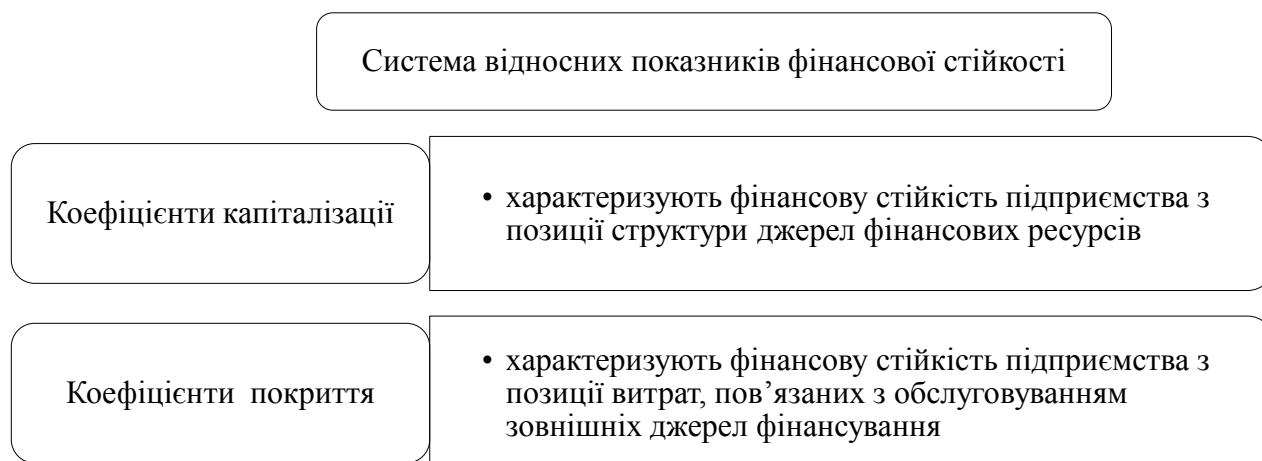 Система відносних показників фінансової стійкості
Коефіцієнти капіталізації
• характеризують фінансову стійкість підприємства з
позиції структури джерел фінансових ресурсів
Коефіцієнти покриття
• характеризують фінансову стійкість підприємства з
позиції витрат, пов’язаних з обслуговуванням
зовнішніх джерел фінансування